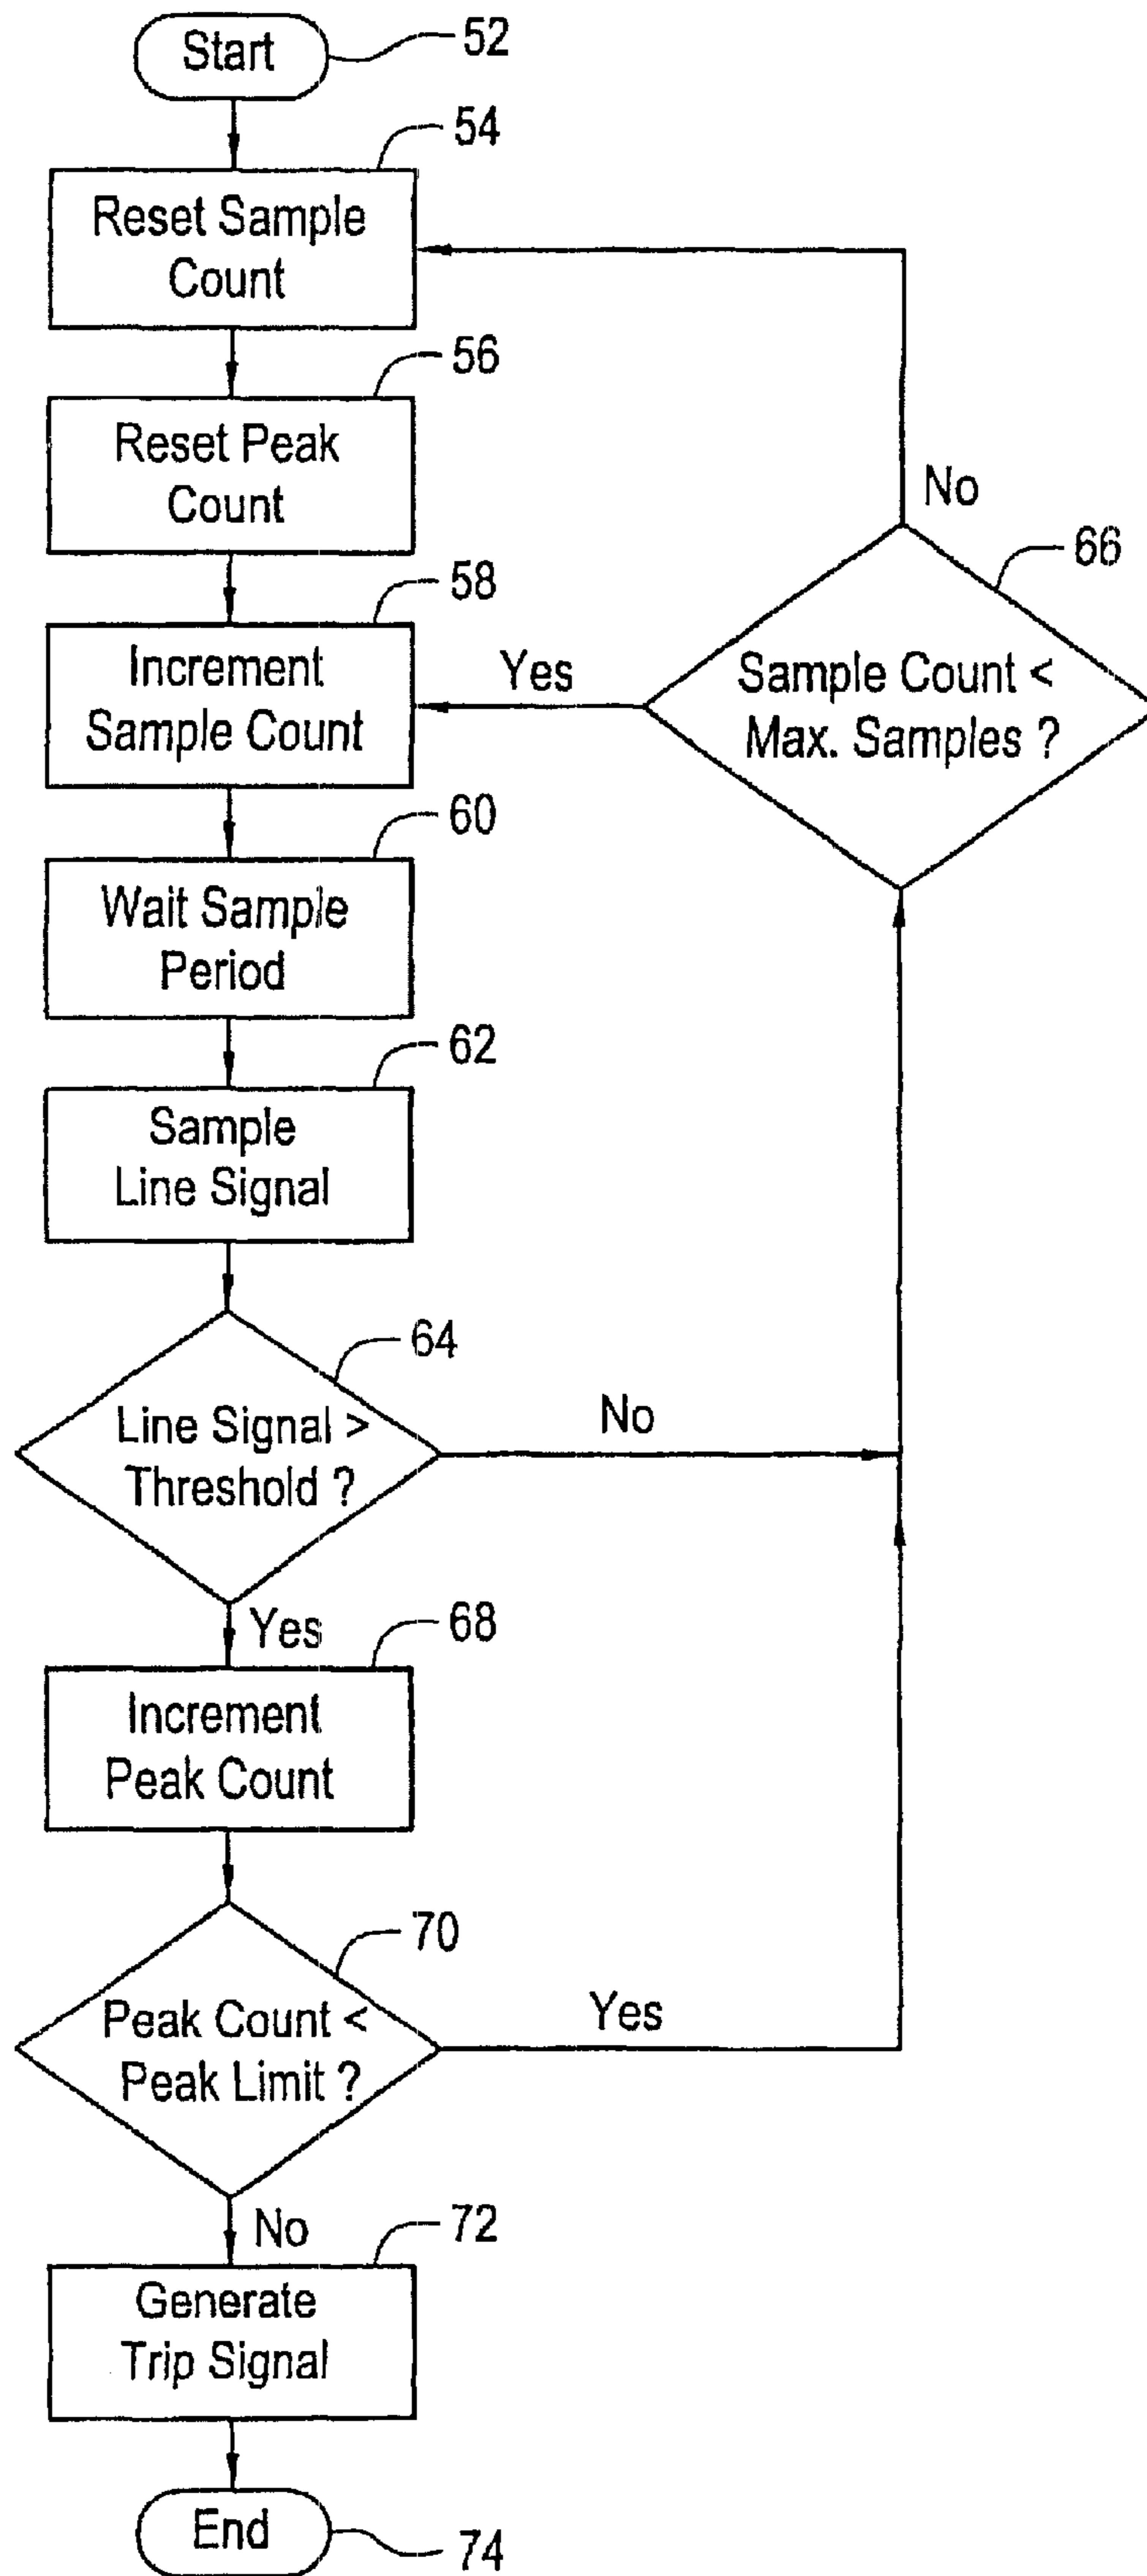 Start
52
54
Reset Sample
Count
56
Reset Peak
Count
No
66
58
Increment
Sample Count
Yes
Sample Count <
Max. Samples ?
60
Wait Sample
Period
62
Sample
Line Signal
64
Line Signal >
Threshold ?
No
Yes
68
Increment
Peak Count
70
Peak Count <
Peak Limit ?
Yes
No
72
Generate
Trip Signal
End
74